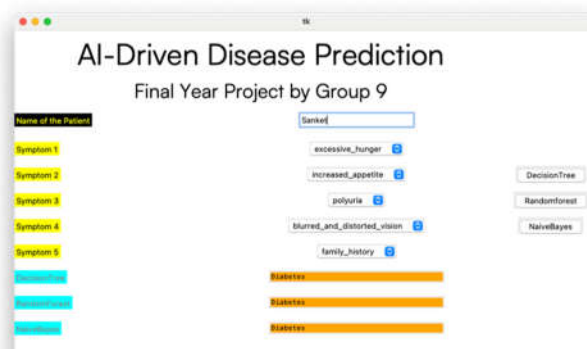 tk
AI-Driven Disease Prediction
Final Year Project by Group 9
Name of the Patient Sanket
Symptom 1 excessive_hunger
Symptom 2 increased_appetite DecisionTree
Symptom 3 polyuria Randomforest
Symptom 4 blurred_and_distorted_vision NaiveBayes
Symptom 5 family_history
DecisionTree Diabetes
RandomForest Diabetes
NaiveBayes Diabetes